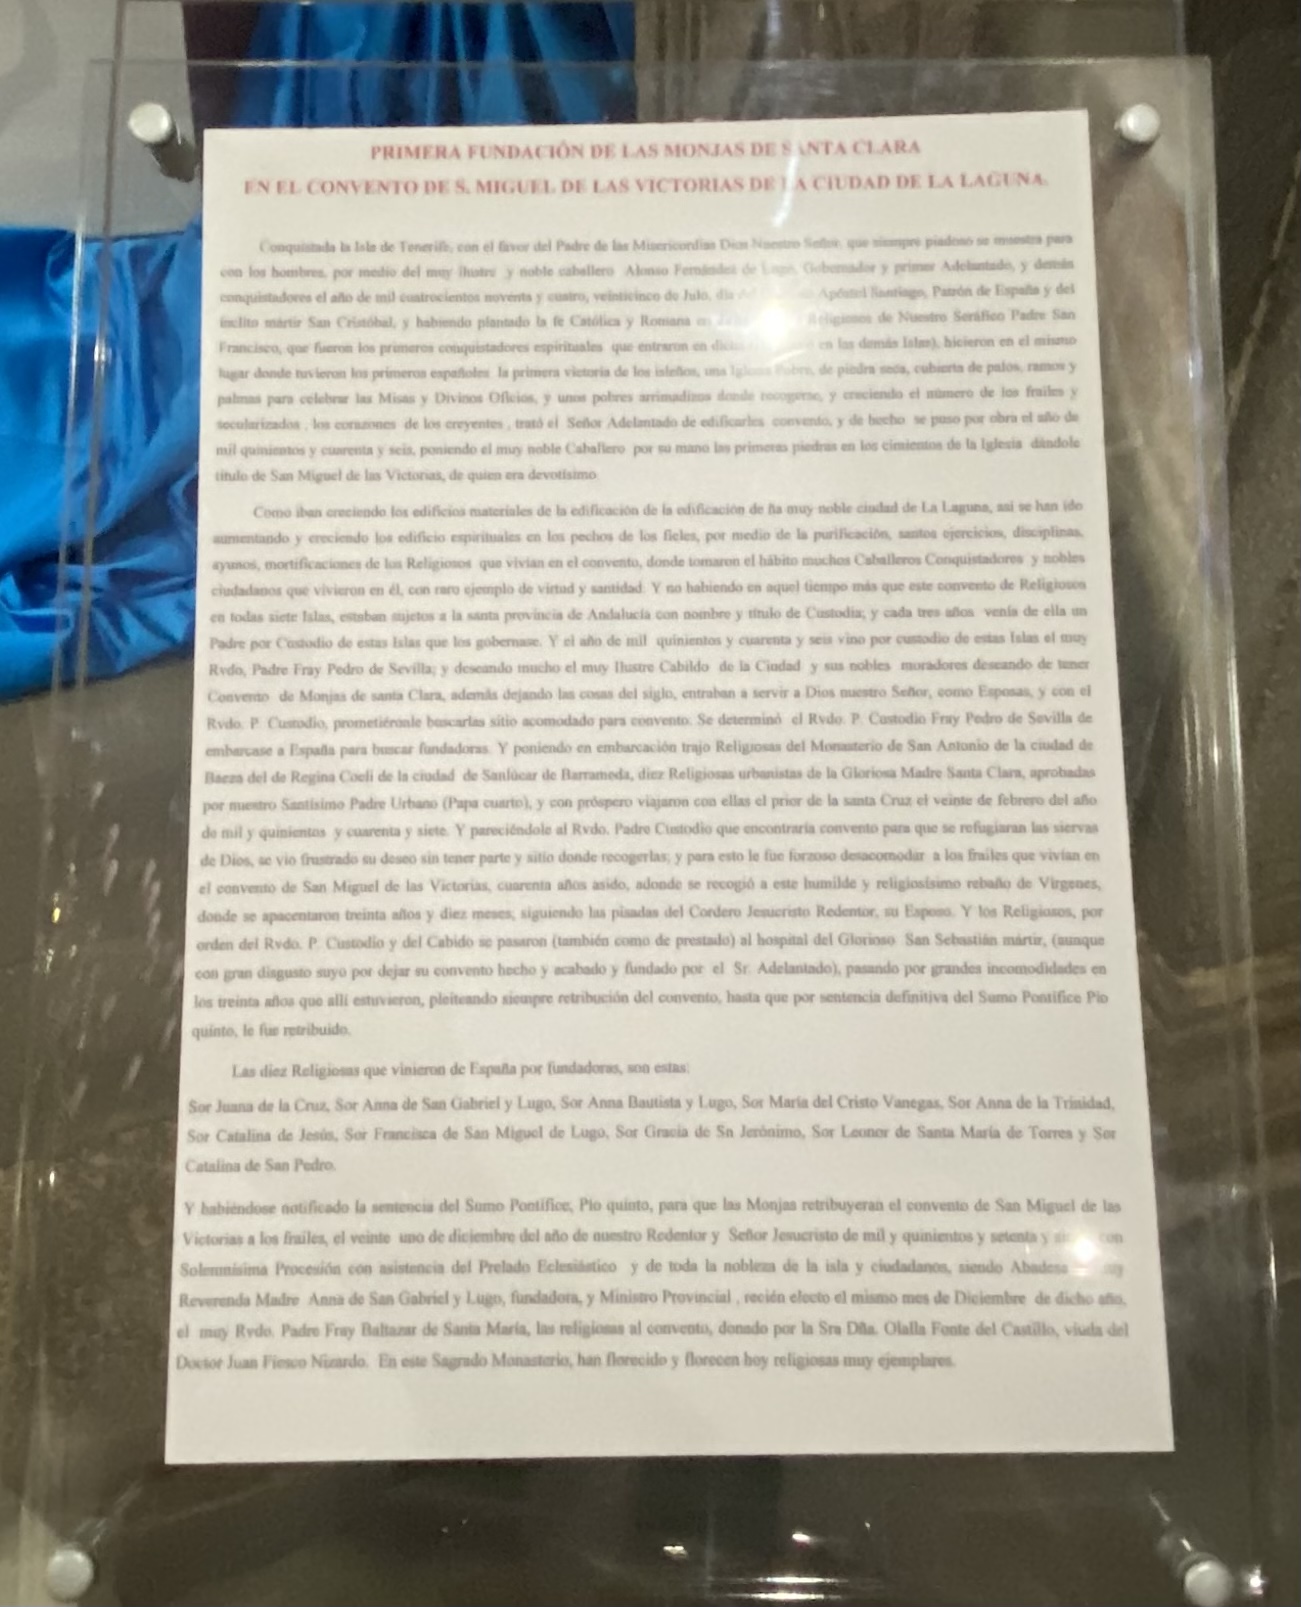 PRIMERA FUNDACIÓN DE LAS MONJAS DE SANTA CLARA
EN EL CONVENTO DE S. MIGUEL DE LAS VICTORIAS DE LA CIUDAD DE LA LAGUNA.
Conquistada la Isla de Tenerife, con el favor del Padre de las Misericordias Dios Nuestro Señor, que siempre piadoso se muestra para
con los hombres, por medio del muy ilustre y noble caballero Alonso Fernández de Lugo, Gobernador y primer Adelantado, y demás
conquistadores el año de mil cuatrocientos noventa y cuatro, veinticinco de Julo, día Apóstol Santiago, Patrón de España y del
ínclito mártir San Cristóbal, y habiendo plantado la fe Católica y Romana Religiosos de Nuestro Seráfico Padre San
Francisco, que fueron los primeros conquistadores espirituales que entraron en en las demás Islas), hicieron en el mismo
lugar donde tuvieron los primeros españoles la primera victoria de los isleños, una Iglesia Pobre, de piedra seca, cubierta de palos, ramos y
palmas para celebrar las Misas y Divinos Oficios, y unos pobres arrimadizos donde recogerse, y creciendo el número de los frailes y
secularizados , los corazones de los creyentes , trató el Señor Adelantado de edificarles convento, y de hecho se puso por obra el año de
mil quinientos y cuarenta y seis, poniendo el muy noble Caballero por su mano las primeras piedras en los cimientos de la Iglesia dándole
título de San Miguel de las Victorias, de quien era devotísimo.
Como iban creciendo los edificios materiales de la edificación de la edificación de ña muy noble ciudad de La Laguna, así se han ido
aumentando y creciendo los edificio espirituales en los pechos de los fieles, por medio de la purificación, santos ejercicios, disciplinas,
ayunos, mortificaciones de los Religiosos que vivían en el convento, donde tomaron el hábito muchos Caballeros Conquistadores y nobles
ciudadanos que vivieron en él, con raro ejemplo de virtud y santidad. Y no habiendo en aquel tiempo más que este convento de Religiosos
en todas siete Islas, estaban sujetos a la santa provincia de Andalucía con nombre y título de Custodia; y cada tres años venía de ella un
Padre por Custodio de estas Islas que los gobernase. Y el año de mil quinientos y cuarenta y seis vino por custodio de estas Islas el muy
Rvdo, Padre Fray Pedro de Sevilla; y deseando mucho el muy Ilustre Cabildo de la Ciudad y sus nobles moradores deseando de tener
Convento de Monjas de santa Clara, además dejando las cosas del siglo, entraban a servir a Dios nuestro Señor, como Esposas, y con el
Rvdo. P. Custodio, prometiéronle buscarlas sitio acomodado para convento. Se determinó el Rvdo. P. Custodio Fray Pedro de Sevilla de
embarcase a España para buscar fundadoras. Y poniendo en embarcación trajo Religiosas del Monasterio de San Antonio de la ciudad de
Baeza del de Regina Coeli de la ciudad de Sanlúcar de Barrameda, diez Religiosas urbanistas de la Gloriosa Madre Santa Clara, aprobadas
por nuestro Santísimo Padre Urbano (Papa cuarto), y con próspero viajaron con ellas el prior de la santa Cruz el veinte de febrero del año
de mil y quinientos y cuarenta y siete. Y pareciéndole al Rvdo. Padre Custodio que encontraría convento para que se refugiaran las siervas
de Dios, se vio frustrado su deseo sin tener parte y sitio donde recogerlas; y para esto le fue forzoso desacomodar a los frailes que vivían en
el convento de San Miguel de las Victorias, cuarenta años asido, adonde se recogió a este humilde y religiosísimo rebaño de Vírgenes,
donde se apacentaron treinta años y diez meses, siguiendo las pisadas del Cordero Jesucristo Redentor, su Esposo. Y los Religiosos, por
orden del Rvdo. P. Custodio y del Cabido se pasaron (también como de prestado) al hospital del Glorioso San Sebastián mártir, (aunque
con gran disgusto suyo por dejar su convento hecho y acabado y fundado por el Sr. Adelantado), pasando por grandes incomodidades en
los treinta años que allí estuvieron, pleiteando siempre retribución del convento, hasta que por sentencia definitiva del Sumo Pontífice Pío
quinto, le fue retribuido.
Las diez Religiosas que vinieron de España por fundadoras, son estas:
Sor Juana de la Cruz, Sor Anna de San Gabriel y Lugo, Sor Anna Bautista y Lugo, Sor María del Cristo Vanegas, Sor Anna de la Trinidad,
Sor Catalina de Jesús, Sor Francisca de San Miguel de Lugo, Sor Gracia de Sn Jerónimo, Sor Leonor de Santa María de Torres y Sor
Catalina de San Pedro.
Y habiéndose notificado la sentencia del Sumo Pontífice, Pío quinto, para que las Monjas retribuyeran el convento de San Miguel de las
Victorias a los frailes, el veinte uno de diciembre del año de nuestro Redentor y Señor Jesucristo de mil y quinientos y setenta y con
Solemnísima Procesión con asistencia del Prelado Eclesiástico y de toda la nobleza de la isla y ciudadanos, siendo Abadesa
Reverenda Madre Anna de San Gabriel y Lugo, fundadora, y Ministro Provincial , recién electo el mismo mes de Diciembre de dicho año,
el muy Rvdo. Padre Fray Baltazar de Santa María, las religiosas al convento, donado por la Sra Dña. Olalla Fonte del Castillo, viuda del
Doctor Juan Fiesco Nizardo. En este Sagrado Monasterio, han florecido y florecen hoy religiosas muy ejemplares.